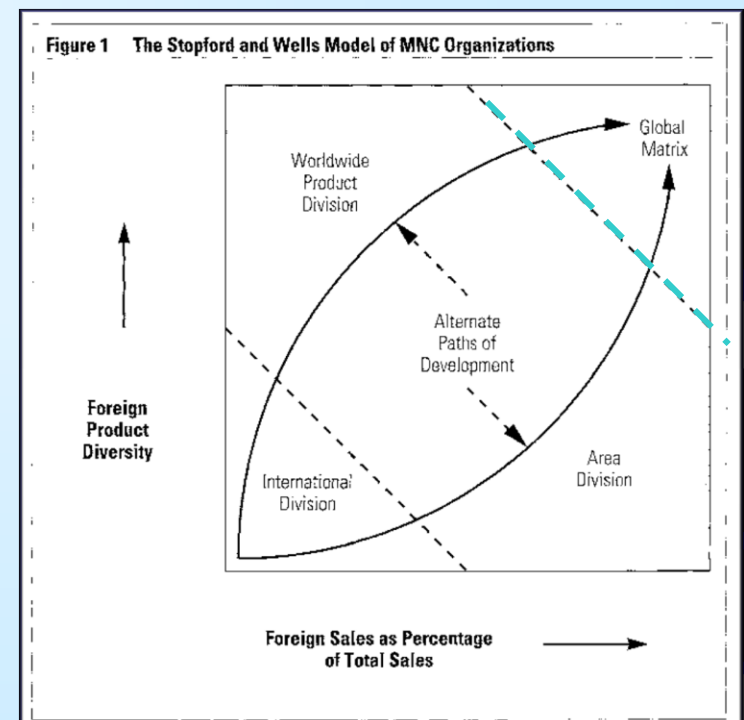 Figure 1 The Stopford and Wells Model of MNC Organizations
Global
Matrix
Worldwide
Product
Division
Alternate
Paths of
Development
Foreign
Product
Diversity
International
Division
Area
Division
Foreign Sales as Percentage
of Total Sales